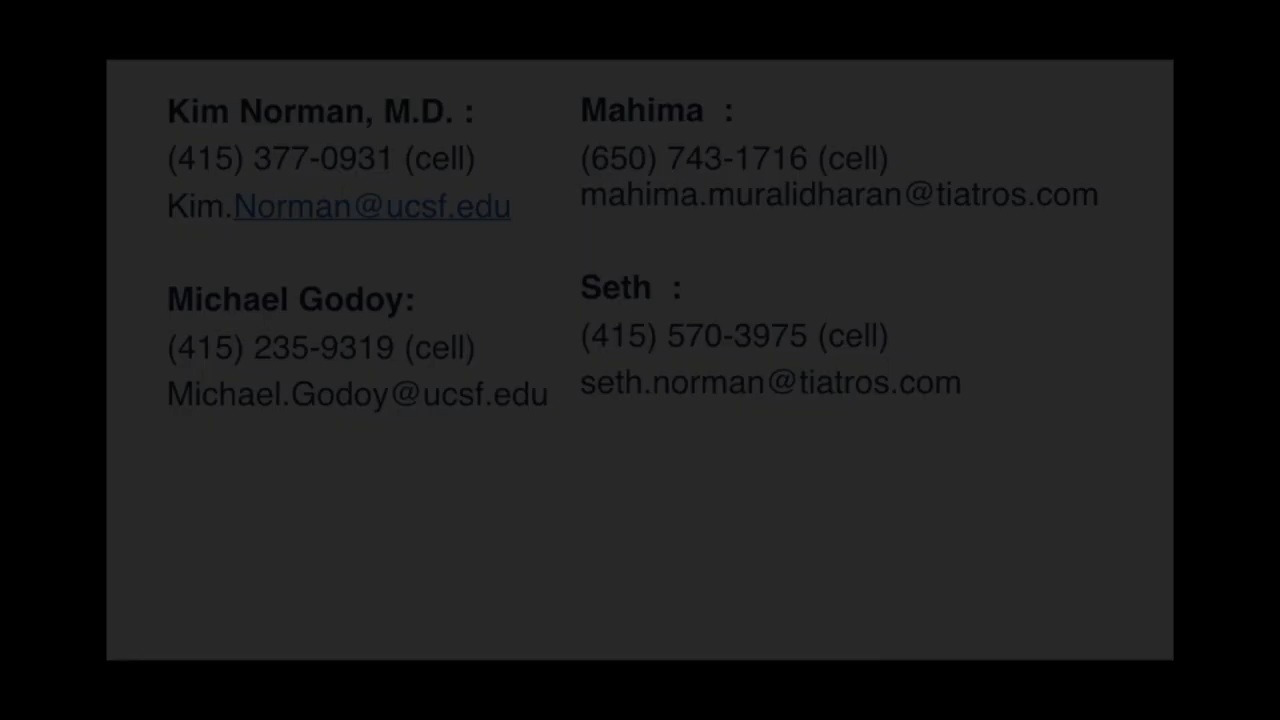 Kim Norman, M.D. :
(415) 377-0931 (cell)
Kim.Norman@ucsf.edu
Michael Godoy:
(415) 235-9319 (cell)
Michael.Godoy@ucsf.edu
Mahima :
(650) 743-1716 (cell)
mahima.muralidharan@tiatros.com
Seth :
(415) 570-3975 (cell)
seth.norman@tiatros.com